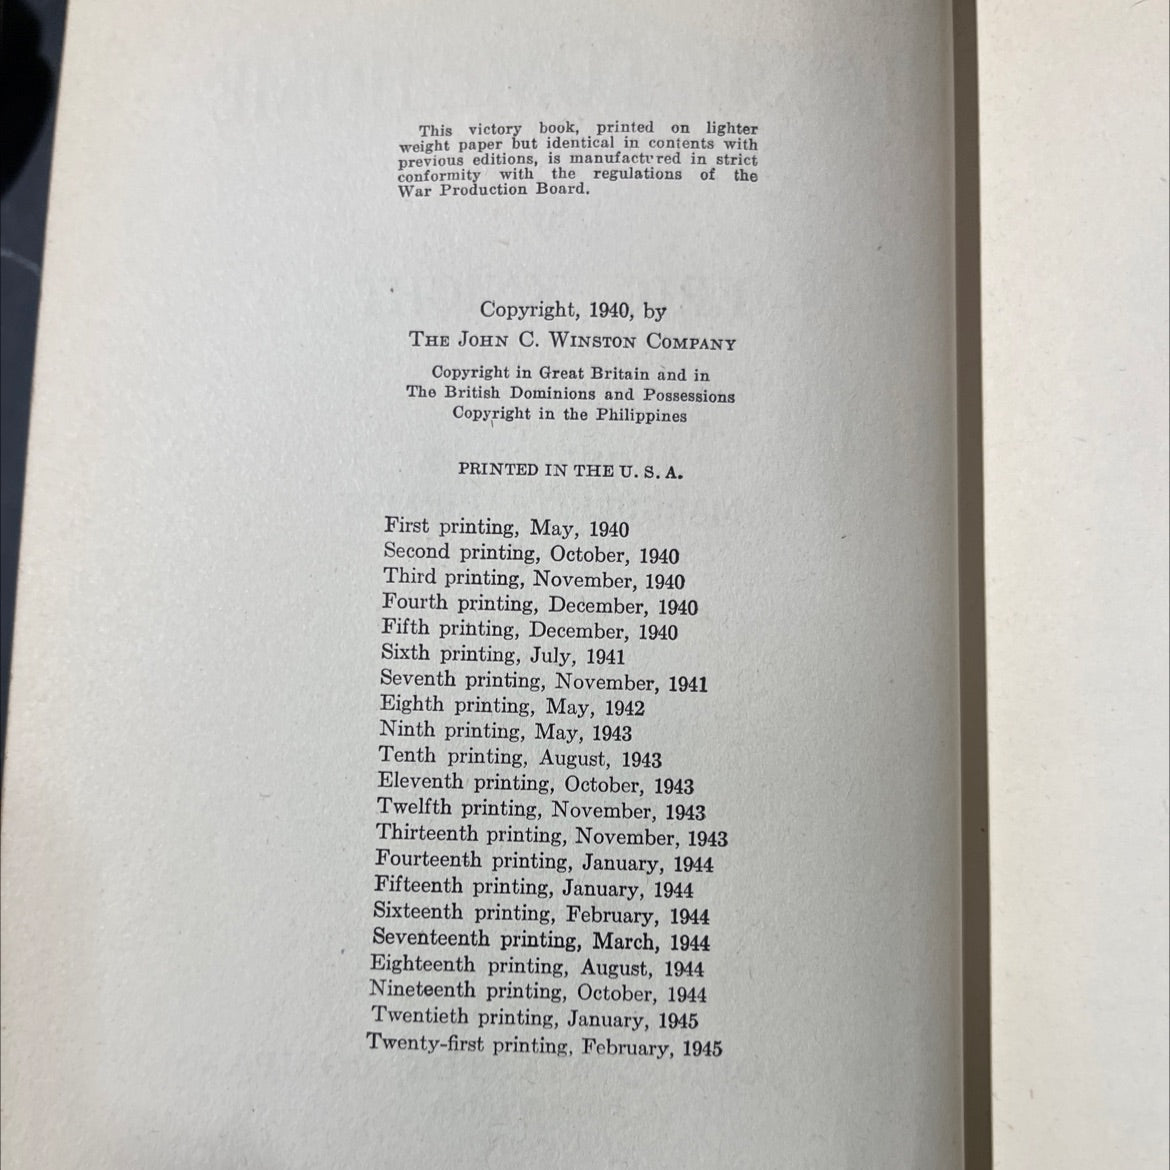 This victory book, printed on lighter
weight paper but identical in contents with
previous editions, is manufactured in strict
conformity with the regulations of the
War Production Board.
Copyright, 1940, by
THE JOHN C. WINSTON COMPANY
Copyright in Great Britain and in
The British Dominions and Possessions
Copyright in the Philippines
PRINTED IN THE U. S. A.
First printing, May, 1940
Second printing, October, 1940
Third printing, November, 1940
Fourth printing, December, 1940
Fifth printing, December, 1940
Sixth printing, July, 1941
Seventh printing, November, 1941
Eighth printing, May, 1942
Ninth printing, May, 1943
Tenth printing, August, 1943
Eleventh printing, October, 1943
Twelfth printing, November, 1943
Thirteenth printing, November, 1943
Fourteenth printing, January, 1944
Fifteenth printing, January, 1944
Sixteenth printing, February, 1944
Seventeenth printing, March, 1944
Eighteenth printing, August, 1944
Nineteenth printing, October, 1944
Twentieth printing, January, 1945
Twenty-first printing, February, 1945